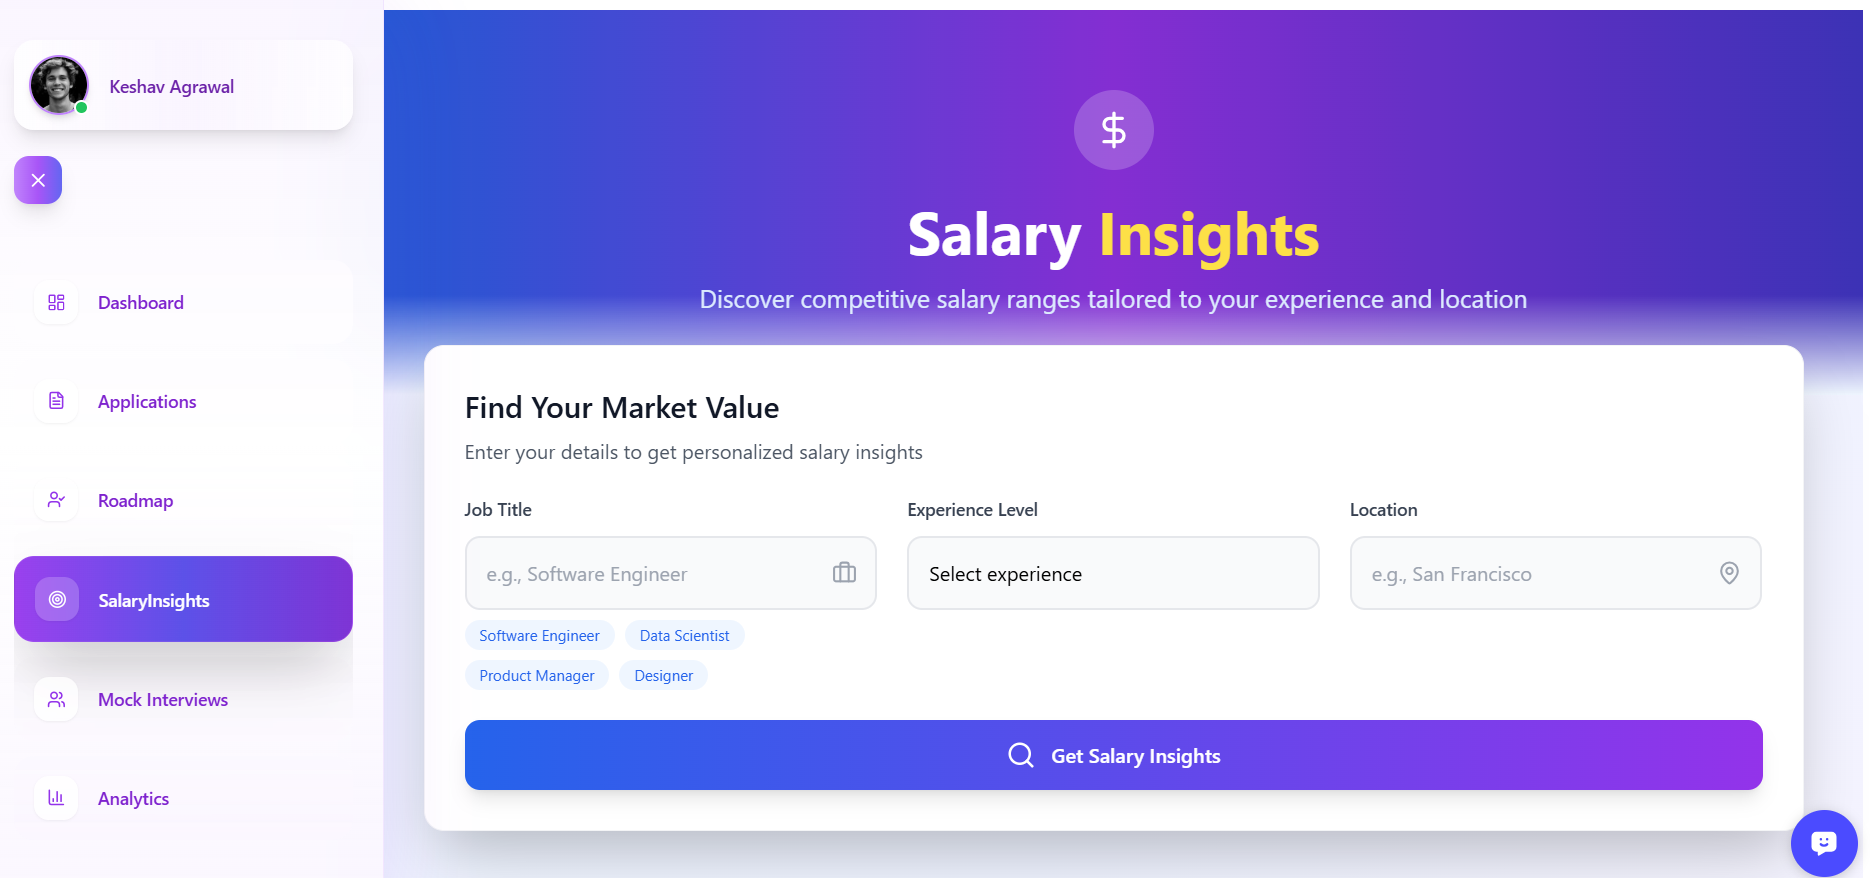 Keshav Agrawal
Dashboard
Applications
Roadmap
SalaryInsights
Mock Interviews
Analytics
$
Salary Insights
Discover competitive salary ranges tailored to your experience and location
Find Your Market Value
Enter your details to get personalized salary insights
Job Title
e.g., Software Engineer
Software Engineer Data Scientist
Product Manager Designer
Experience Level
Select experience
Location
e.g., San Francisco
Get Salary Insights